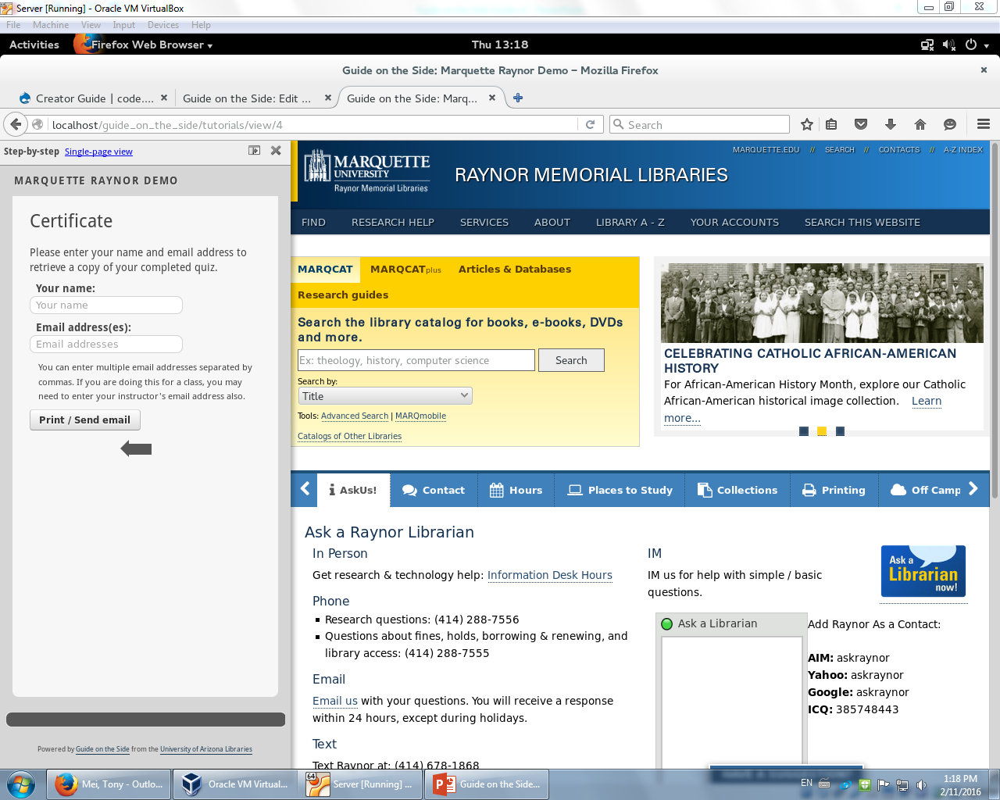 Server [Running] - Oracle VM VirtualBox
File Machine View Input Devices Help
Activities Firefox Web Browser Thu 13:18
Guide on the Side: Marquette Raynor Demo – Mozilla Firefox
Creator Guide | code.... Guide on the Side: Edit ... Guide on the Side: Marq...
localhost/guide_on_the_side/tutorials/view/4 Search
Step-by-step Single-page view
MARQUETTE RAYNOR DEMO
Certificate
Please enter your name and email address to
retrieve a copy of your completed quiz.
Your name:
Your name
Email address(es):
Email addresses
You can enter multiple email addresses separated by
commas. If you are doing this for a class, you may
need to enter your instructor's email address also.
Print / Send email
Powered by Guide on the Side from the University of Arizona Libraries
MARQUETTE.EDU // SEARCH // CONTACTS // A-Z INDEX
MARQUETTE
UNIVERSITY
Raynor Memorial Libraries
RAYNOR MEMORIAL LIBRARIES
FIND RESEARCH HELP SERVICES ABOUT LIBRARY A - Z YOUR ACCOUNTS SEARCH THIS WEBSITE
MARQCAT MARQCATplus Articles & Databases
Research guides
Search the library catalog for books, e-books, DVDs
and more.
Ex: theology, history, computer science Search
Search by:
Title
Tools: Advanced Search | MARQmobile
Catalogs of Other Libraries
CELEBRATING CATHOLIC AFRICAN-AMERICAN
HISTORY
For African-American History Month, explore our Catholic
African-American historical image collection. Learn
more...
AskUs! Contact Hours Places to Study Collections Printing Off Camp
Ask a Raynor Librarian
In Person
Get research & technology help: Information Desk Hours
Phone
Research questions: (414) 288-7556
Questions about fines, holds, borrowing & renewing, and
library access: (414) 288-7555
Email
Email us with your questions. You will receive a response
within 24 hours, except during holidays.
Text
Text Raynor at: (414) 678-1868
IM
IM us for help with simple / basic
questions.
Ask a
Librarian
now!
Ask a Librarian
Add Raynor As a Contact:
AIM: askraynor
Yahoo: askraynor
Google: askraynor
ICQ: 385748443
Mei, Tony - Outlo... Oracle VM Virtual... 64 Server [Running] ... Guide on the Side... EN 1:18 PM
2/11/2016